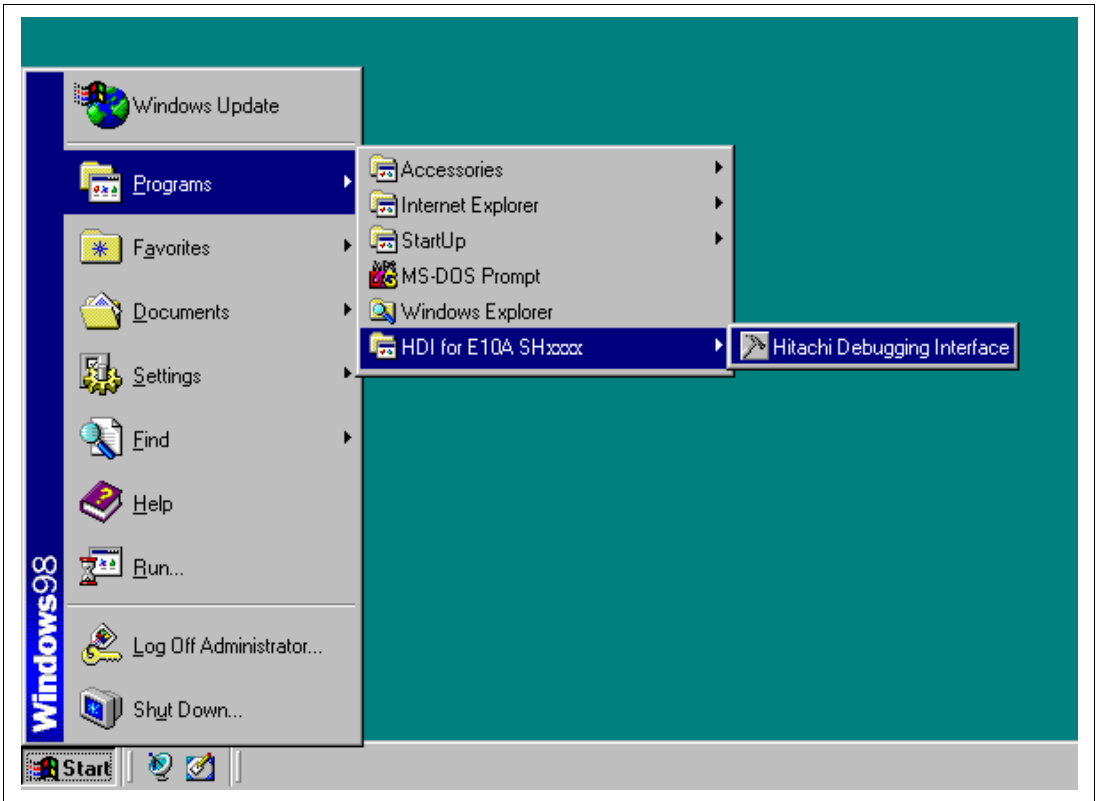 Windows Update
Programs
Favorites
Documents
Settings
Find
Help
Run...
Log Off Administrator...
Shut Down...
Windows98
Start
Accessories
Internet Explorer
StartUp
MS-DOS Prompt
Windows Explorer
HDI for E10A SHxxxx
Hitachi Debugging Interface